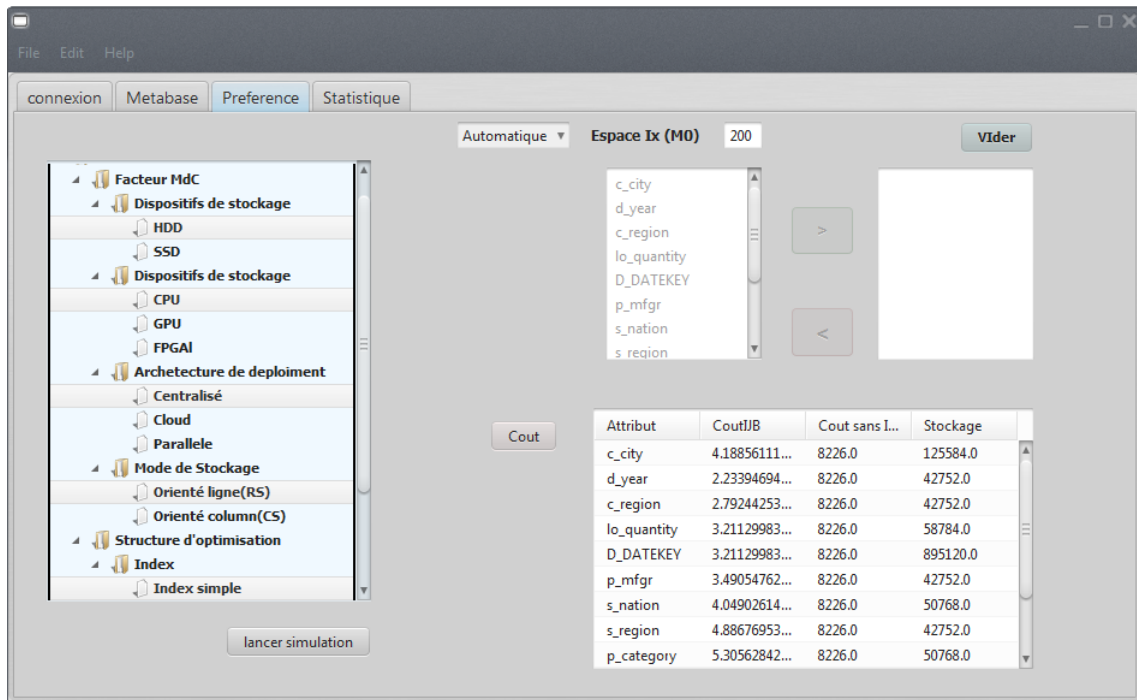 File Edit Help
connexion Metabase Preference Statistique
Automatique Espace Ix (M0) 200 VIder
Facteur MdC
Dispositifs de stockage
HDD
SSD
Dispositifs de stockage
CPU
GPU
FPGAl
Archetecture de deploiment
Centralisé
Cloud
Parallele
Mode de Stockage
Orienté ligne(RS)
Orienté column(CS)
Structure d'optimisation
Index
Index simple
lancer simulation
c_city
d_year
c_region
lo_quantity
D_DATEKEY
p_mfgr
s_nation
s_region
>
<
Cout
Attribut CoutIJB Cout sans I... Stockage
c_city 4.18856111... 8226.0 125584.0
d_year 2.23394694... 8226.0 42752.0
c_region 2.79244253... 8226.0 42752.0
lo_quantity 3.21129983... 8226.0 58784.0
D_DATEKEY 3.21129983... 8226.0 895120.0
p_mfgr 3.49054762... 8226.0 42752.0
s_nation 4.04902614... 8226.0 50768.0
s_region 4.88676953... 8226.0 42752.0
p_category 5.30562842... 8226.0 50768.0